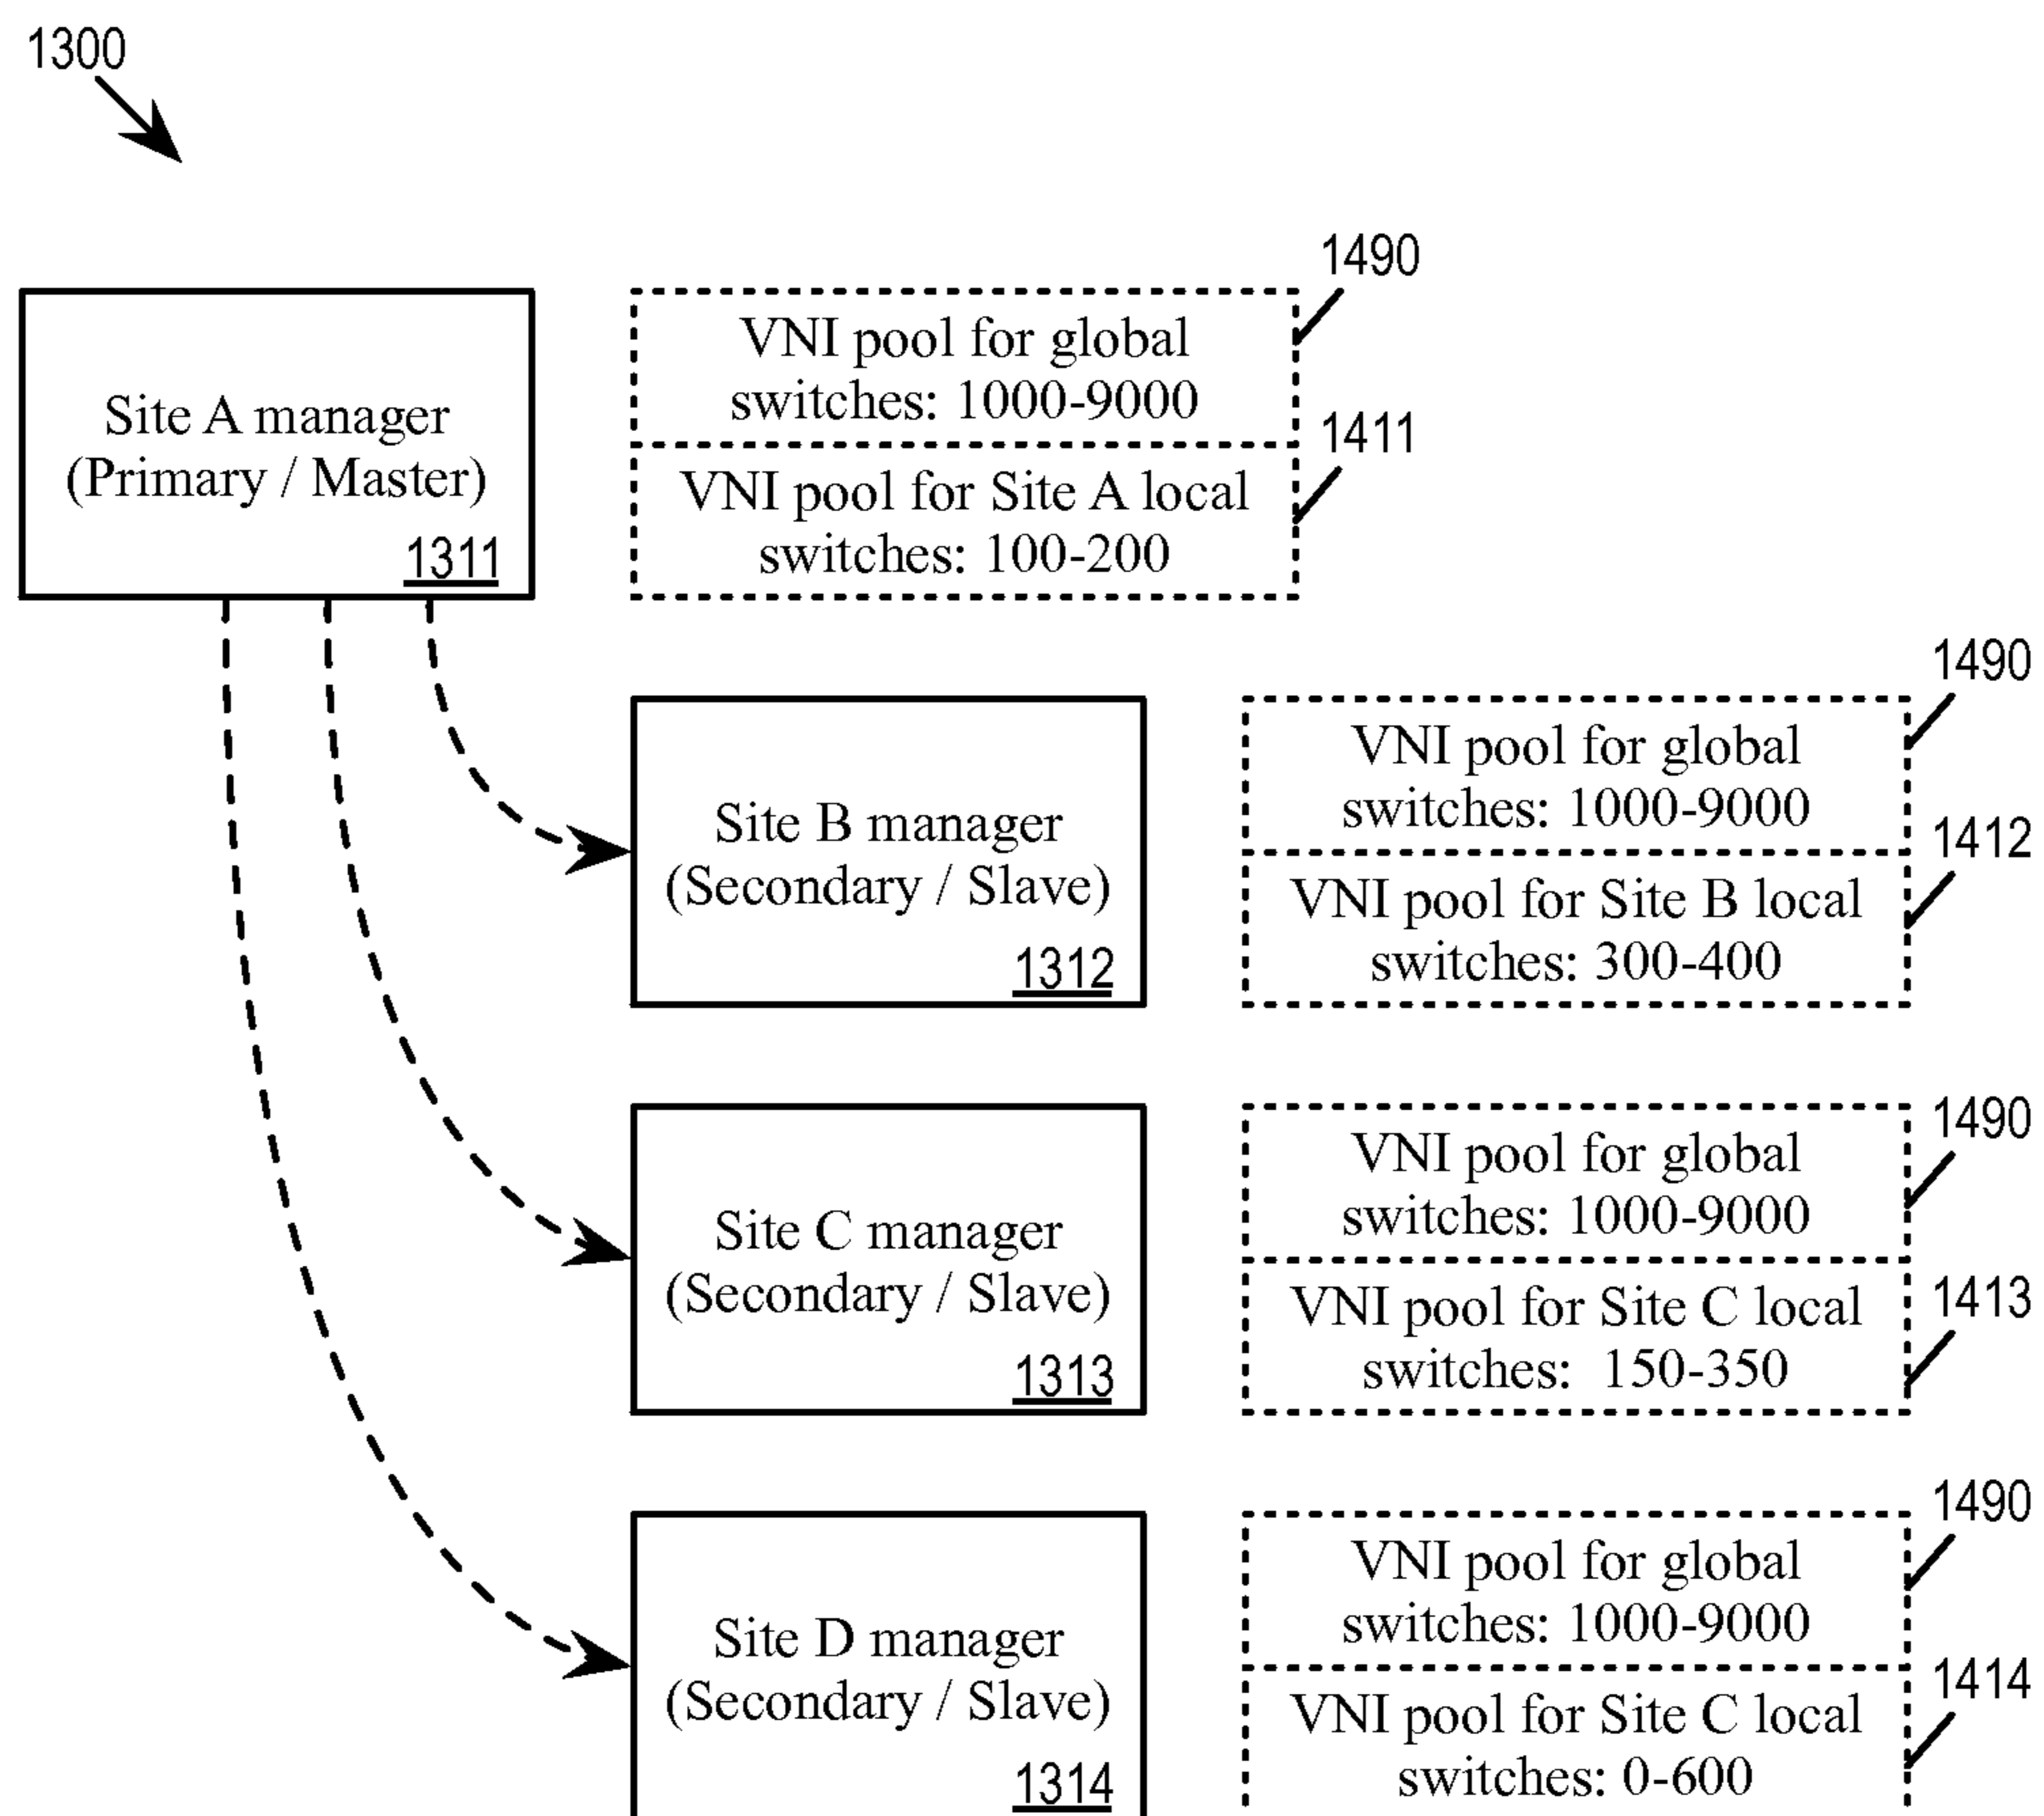 1300
1490
VNI pool for global
switches: 1000-9000
1411
Site A manager
(Primary / Master)
1311
VNI pool for Site A local
switches: 100-200
1490
VNI pool for global
switches: 1000-9000
1412
Site B manager
(Secondary / Slave)
1312
VNI pool for Site B local
switches: 300-400
1490
VNI pool for global
switches: 1000-9000
1413
Site C manager
(Secondary / Slave)
1313
VNI pool for Site C local
switches: 150-350
1490
VNI pool for global
switches: 1000-9000
1414
Site D manager
(Secondary / Slave)
1314
VNI pool for Site C local
switches: 0-600